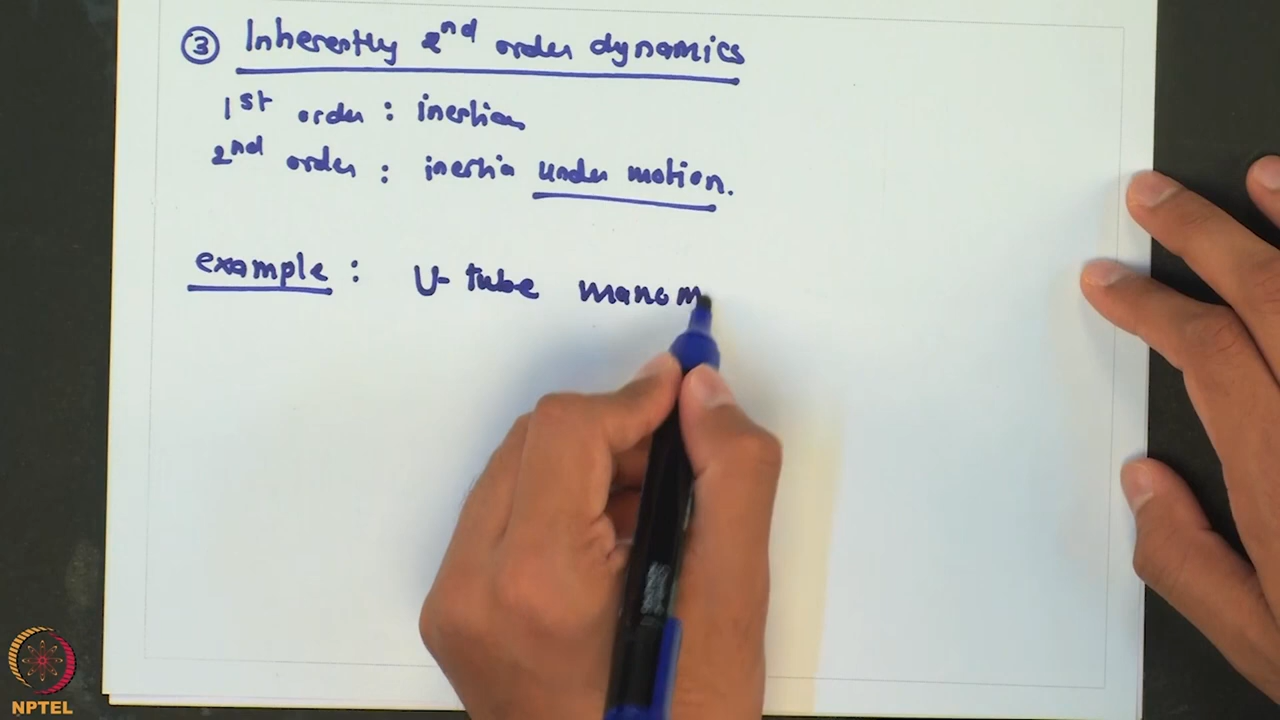 ③ Inherently 2nd order dynamics
1st order : inertia
2nd order : inertia under motion.
example : U-tube manom
NPTEL